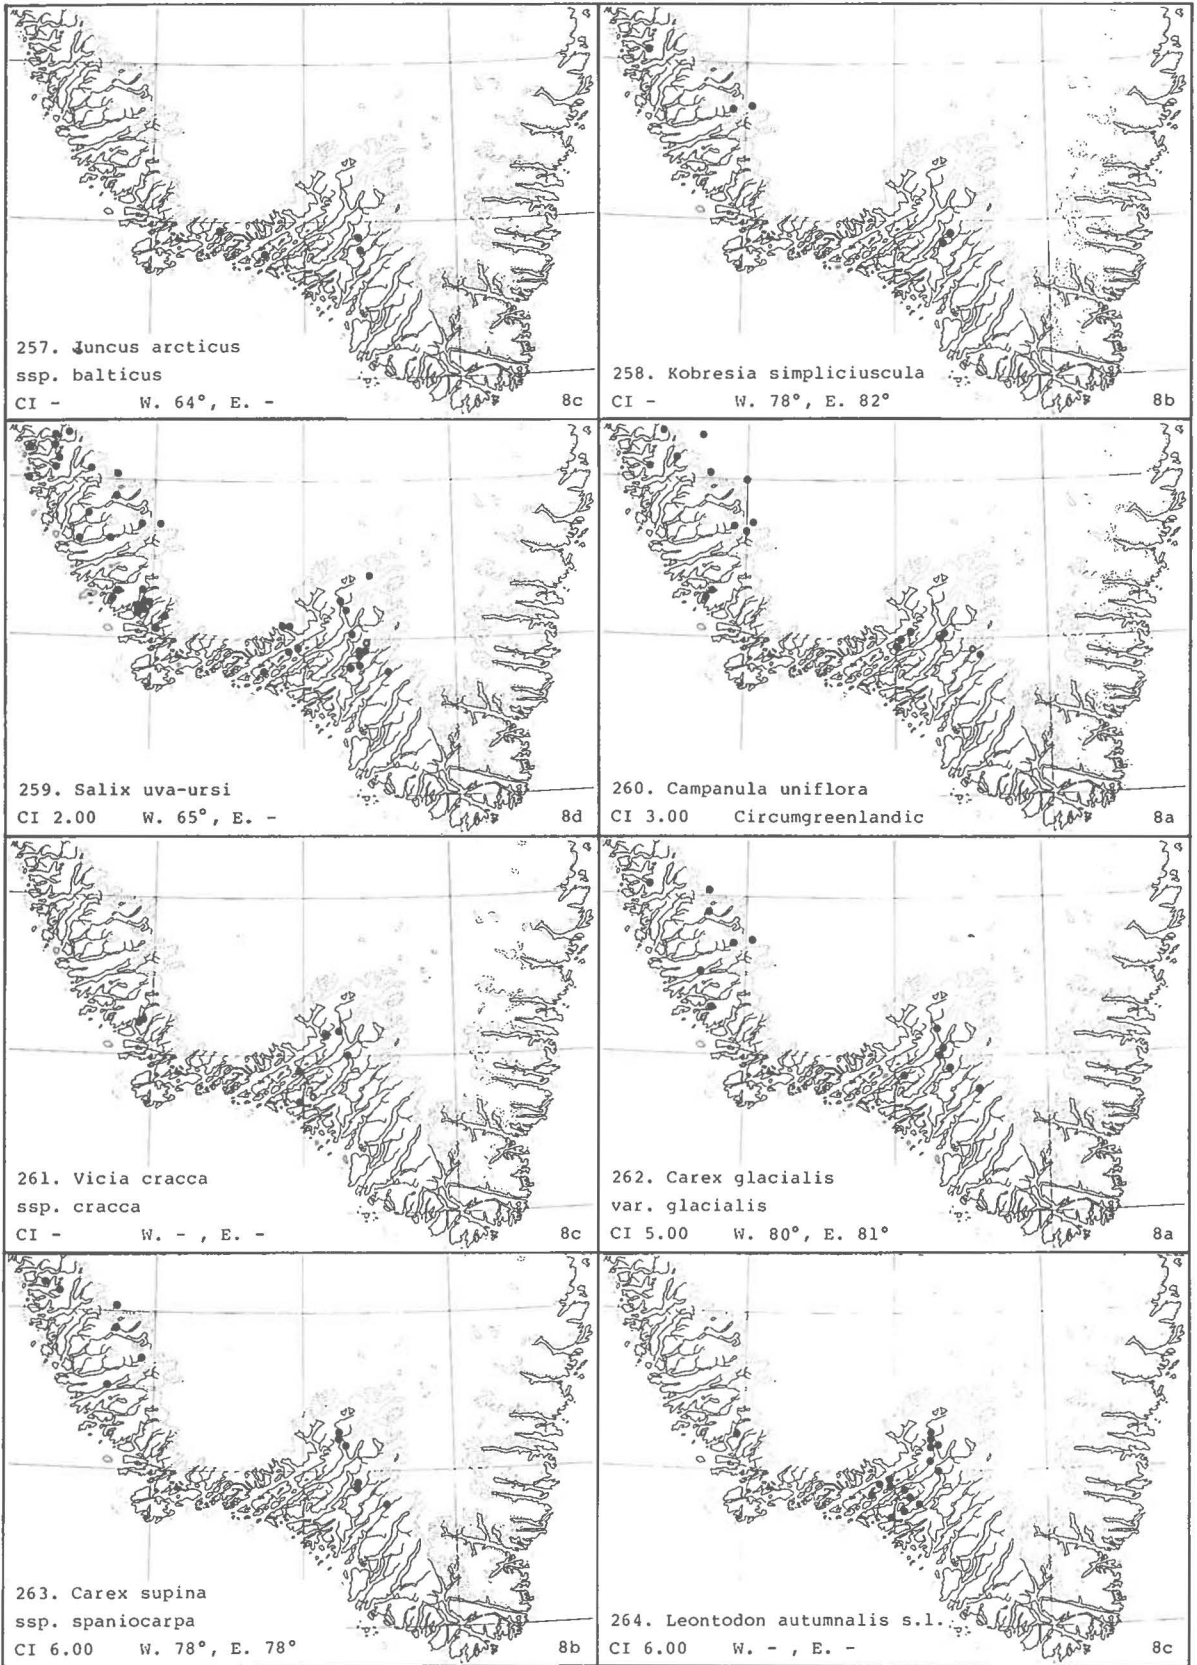 257. Juncus arcticus
ssp. balticus
CI - W. 64°, E. - 8c
258. Kobresia simpliciuscula
CI - W. 78°, E. 82° 8b
259. Salix uva-ursi
CI 2.00 W. 65°, E. - 8d
260. Campanula uniflora
CI 3.00 Circumgreenlandic 8a
261. Vicia cracca
ssp. cracca
CI - W. - , E. - 8c
262. Carex glacialis
var. glacialis
CI 5.00 W. 80°, E. 81° 8a
263. Carex supina
ssp. spaniocarpa
CI 6.00 W. 78°, E. 78° 8b
264. Leontodon autumnalis s.l.
CI 6.00 W. - , E. - 8c